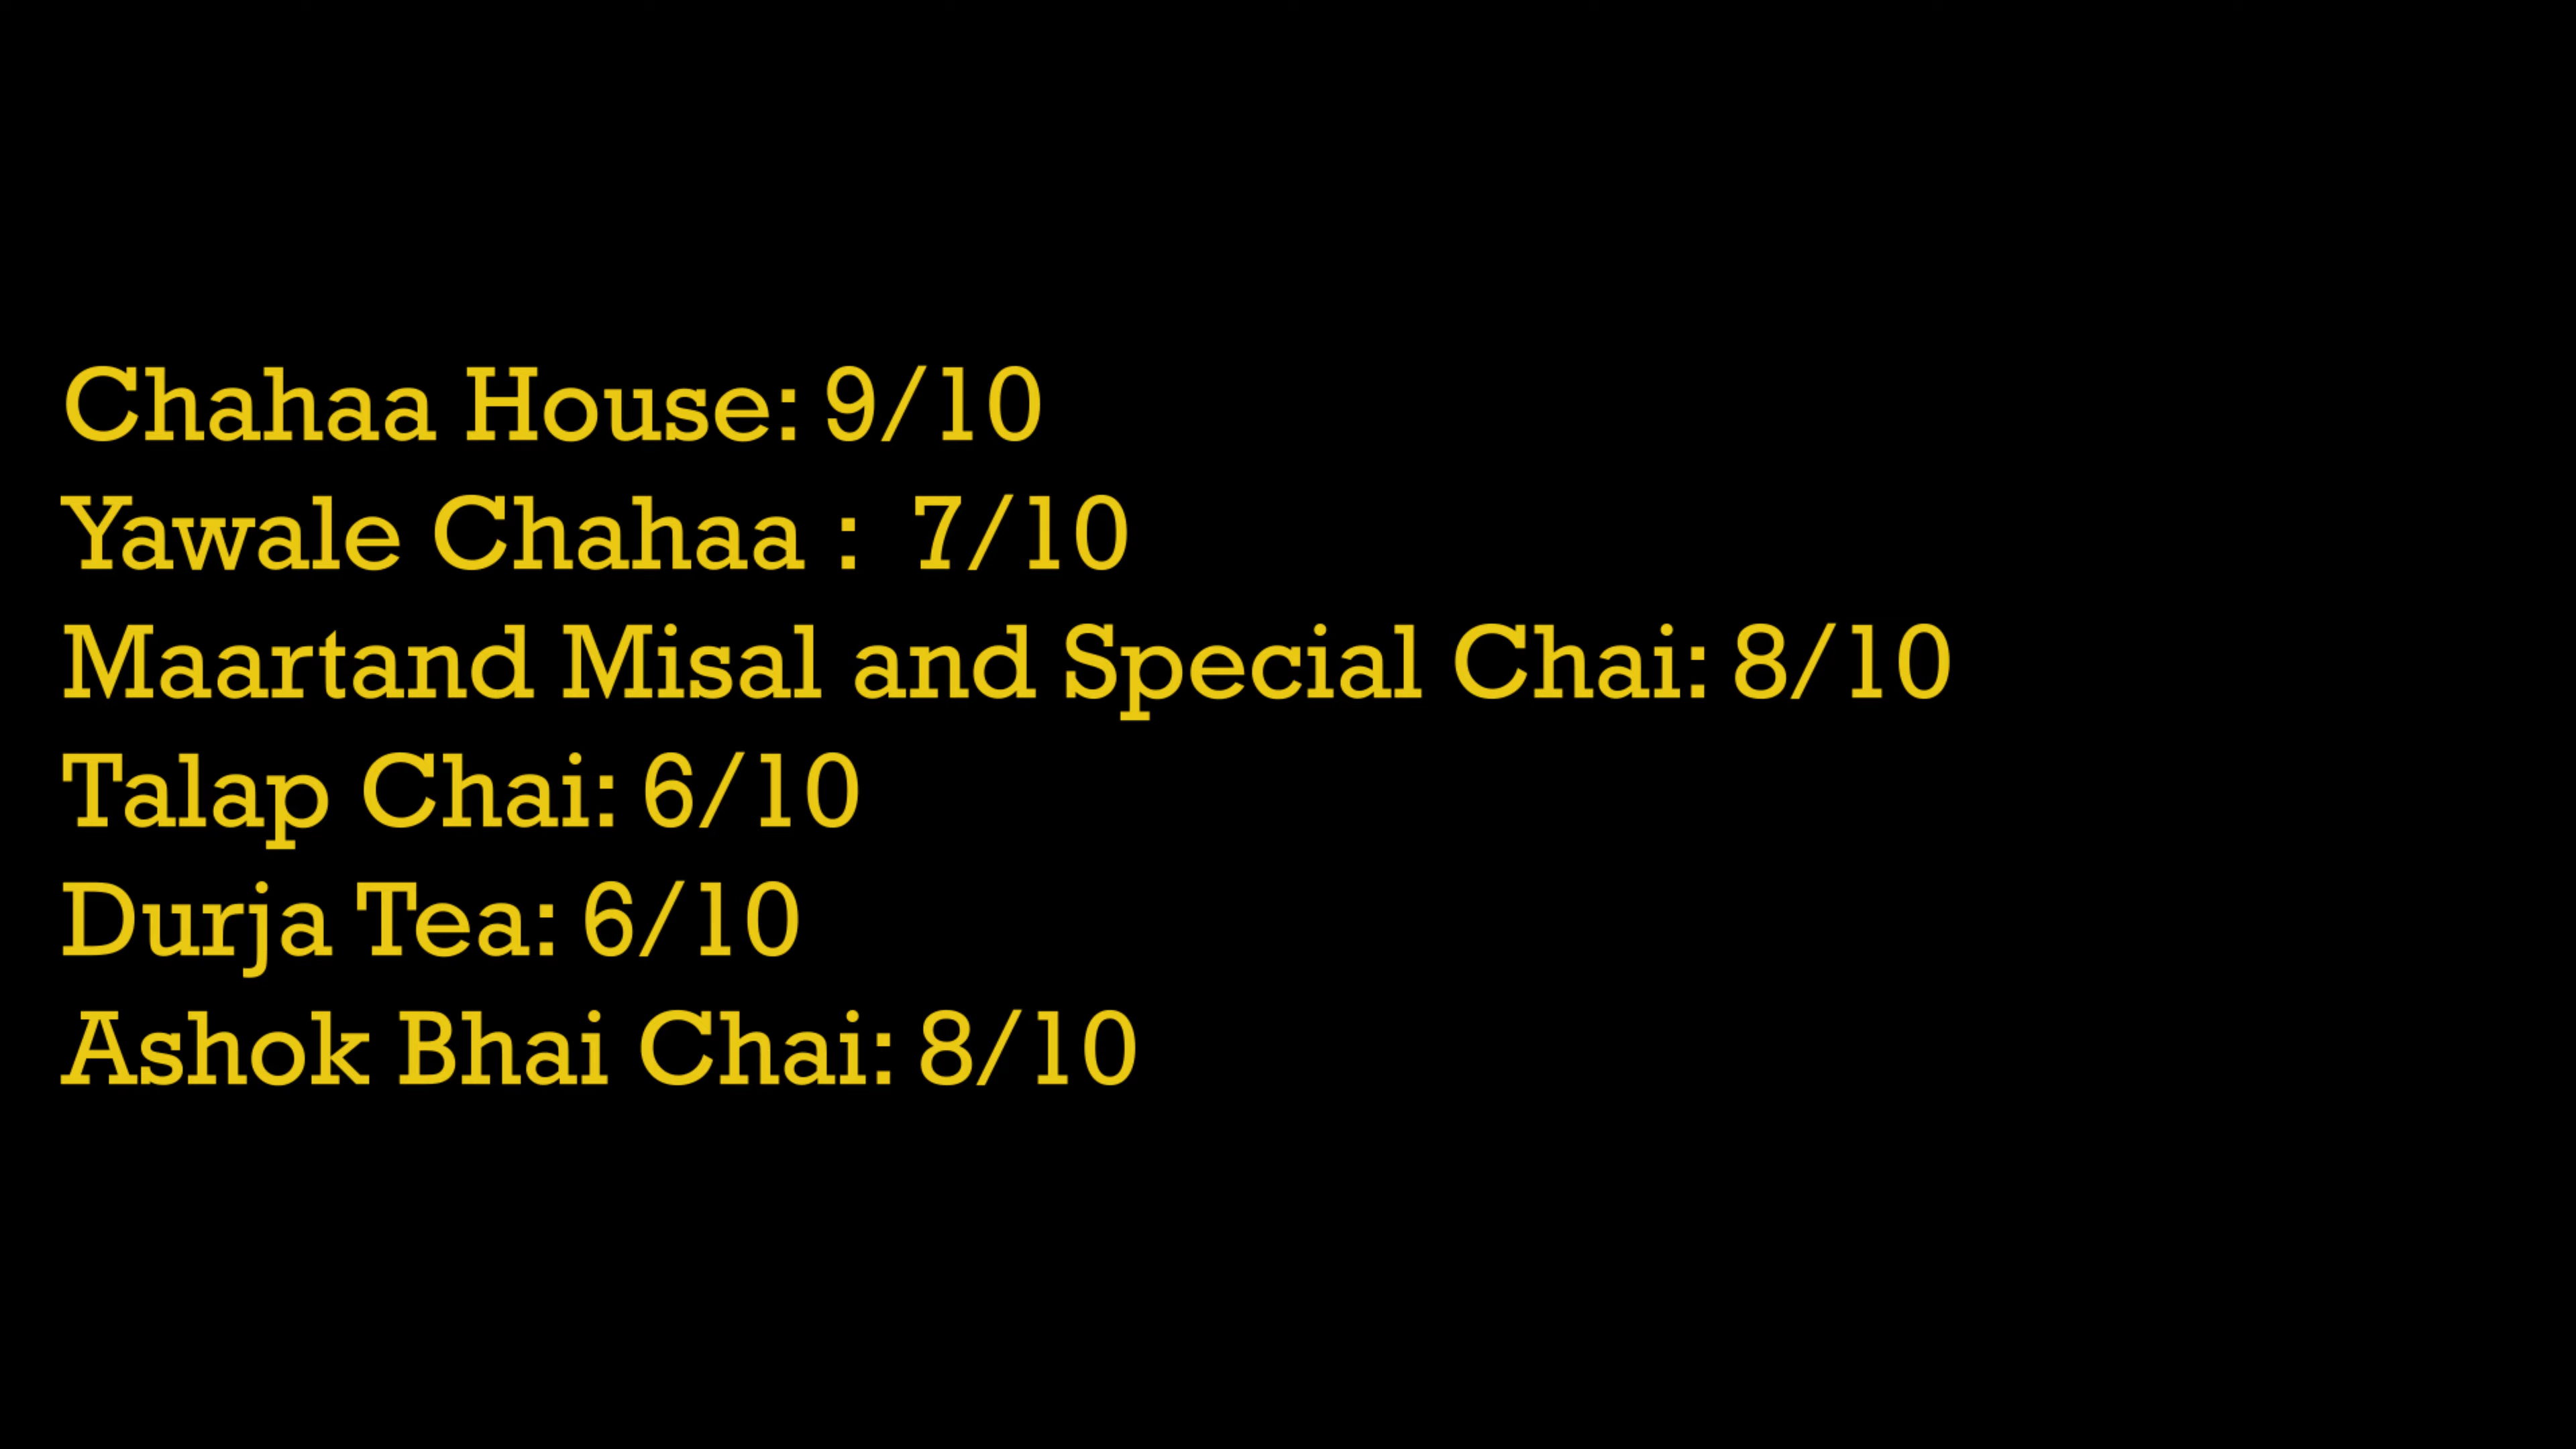 Chahaa House: 9/10
Yawale Chahaa :  7/10
Maartand Misal and Special Chai: 8/10
Talap Chai: 6/10
Durja Tea: 6/10
Ashok Bhai Chai: 8/10